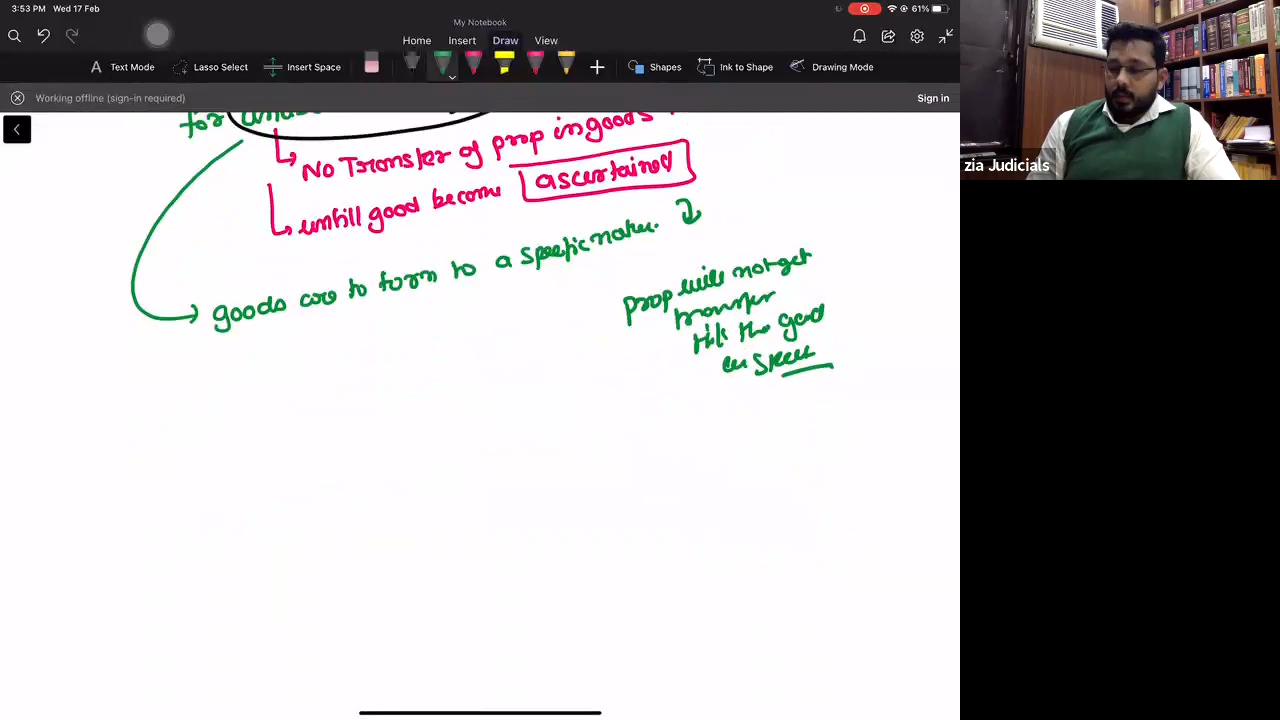 3:53 PM Wed 17 Feb
61%
My Notebook
Home Insert Draw View
Text Mode Lasso Select Insert Space Shapes Ink to Shape Drawing Mode
Working offline (sign-in required) Sign in
zia Judicials
for
No Transfer of prop in goods
untill good become ascertained
goods are to form to a specific
prop will not get
transfer
till the good